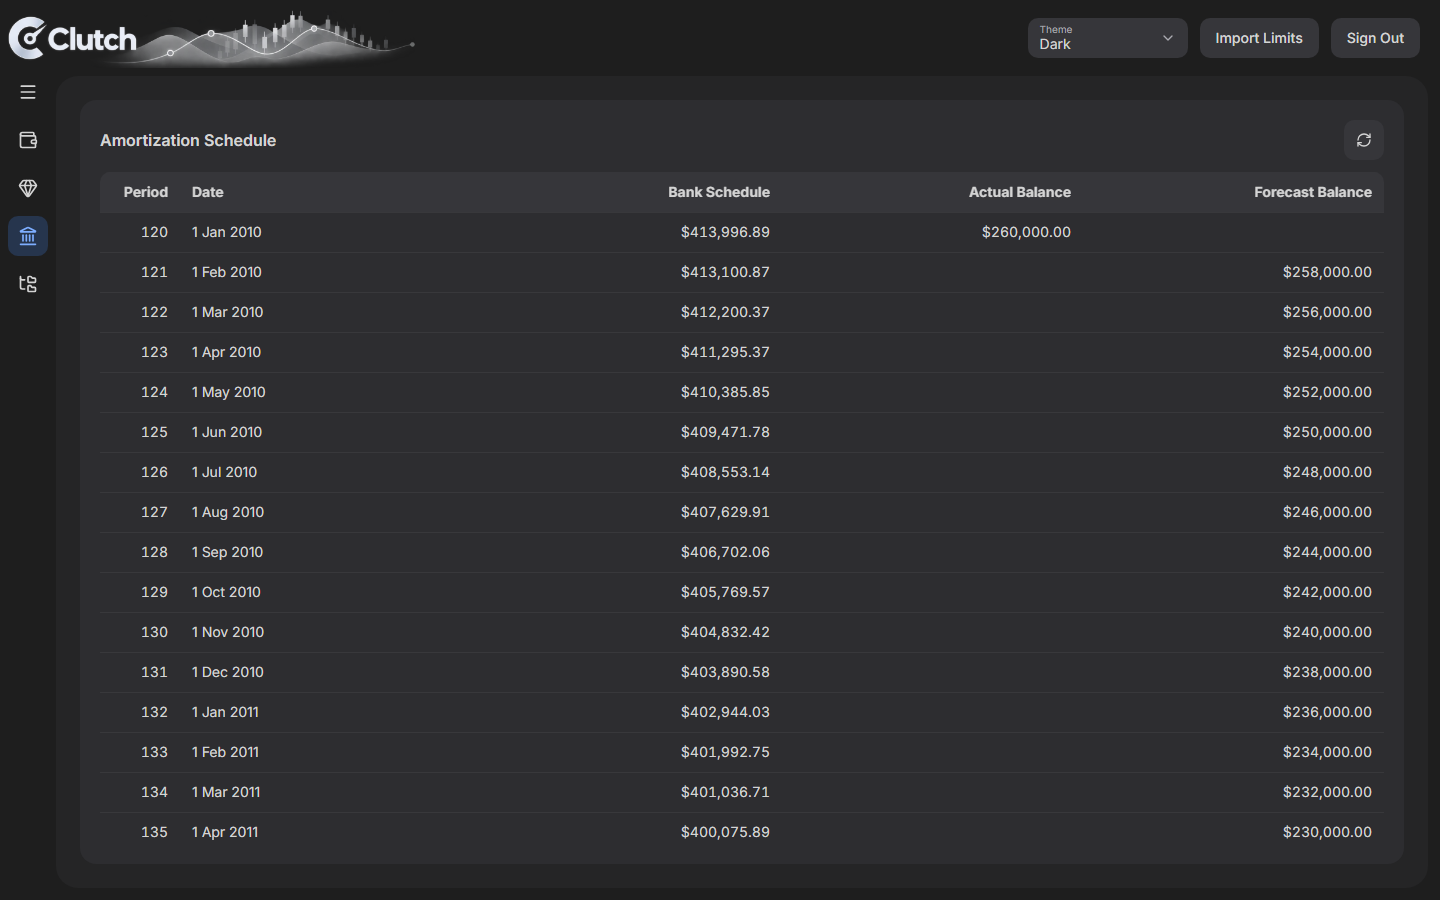 Clutch
Theme
Dark
Import Limits
Sign Out
Amortization Schedule
Period Date Bank Schedule Actual Balance Forecast Balance
120 1 Jan 2010 $413,996.89 $260,000.00
121 1 Feb 2010 $413,100.87 $258,000.00
122 1 Mar 2010 $412,200.37 $256,000.00
123 1 Apr 2010 $411,295.37 $254,000.00
124 1 May 2010 $410,385.85 $252,000.00
125 1 Jun 2010 $409,471.78 $250,000.00
126 1 Jul 2010 $408,553.14 $248,000.00
127 1 Aug 2010 $407,629.91 $246,000.00
128 1 Sep 2010 $406,702.06 $244,000.00
129 1 Oct 2010 $405,769.57 $242,000.00
130 1 Nov 2010 $404,832.42 $240,000.00
131 1 Dec 2010 $403,890.58 $238,000.00
132 1 Jan 2011 $402,944.03 $236,000.00
133 1 Feb 2011 $401,992.75 $234,000.00
134 1 Mar 2011 $401,036.71 $232,000.00
135 1 Apr 2011 $400,075.89 $230,000.00